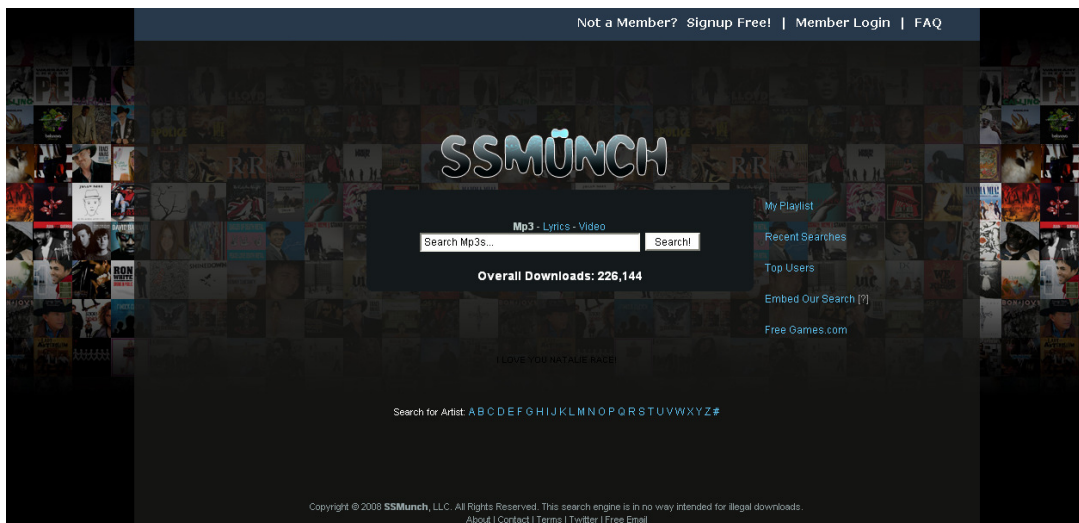 Not a Member? Signup Free! | Member Login | FAQ
SSMÜNCH
Mp3 - Lyrics - Video
Search Mp3s... Search!
Overall Downloads: 226,144
My Playlist
Recent Searches
Top Users
Embed Our Search [?]
Free Games.com
I LOVE YOU NATALIE RACE!
Search for Artist: A B C D E F G H I J K L M N O P Q R S T U V W X Y Z #
Copyright © 2008 SSMunch, LLC. All Rights Reserved. This search engine is in no way intended for illegal downloads.
About | Contact | Terms | Twitter | Free Email